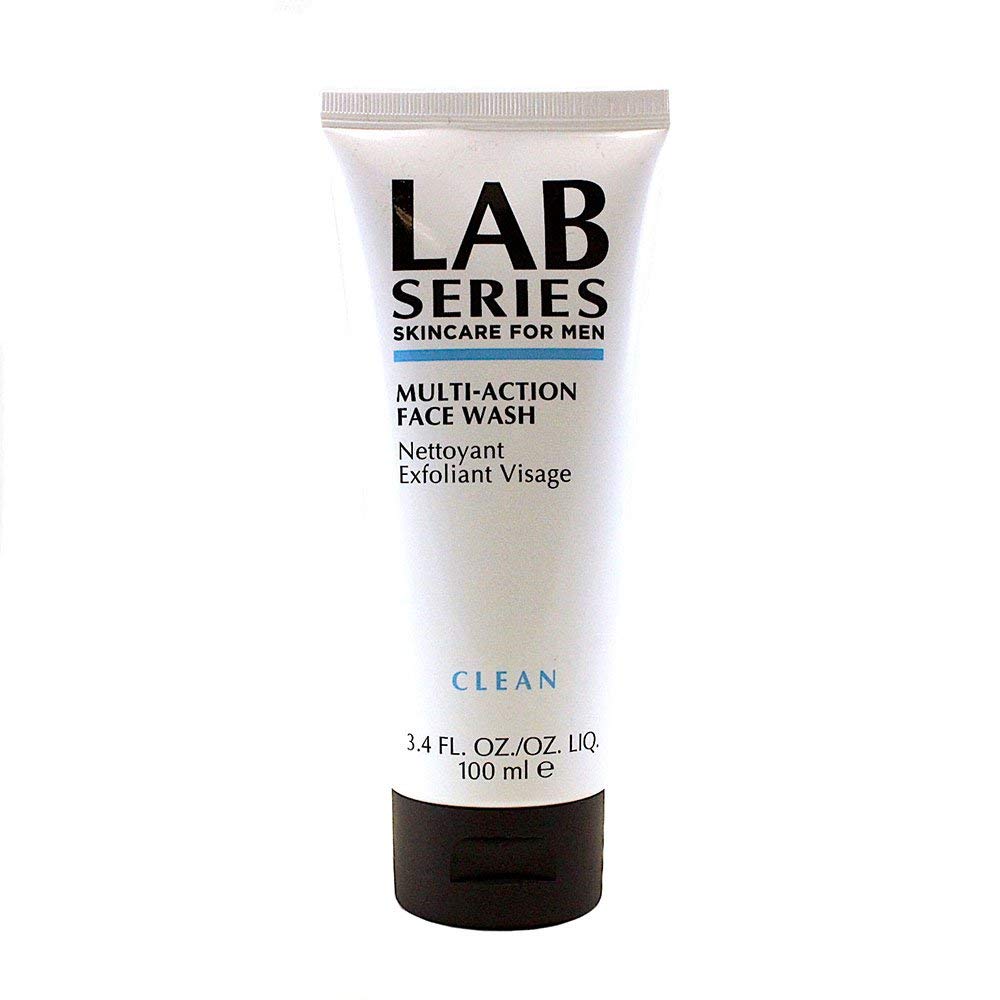 LAB
SERIES
SKINCARE FOR MEN
MULTI-ACTION
FACE WASH
Nettoyant
Exfoliant Visage
CLEAN
3.4 FL. OZ./OZ. LIQ.
100 ml ℮